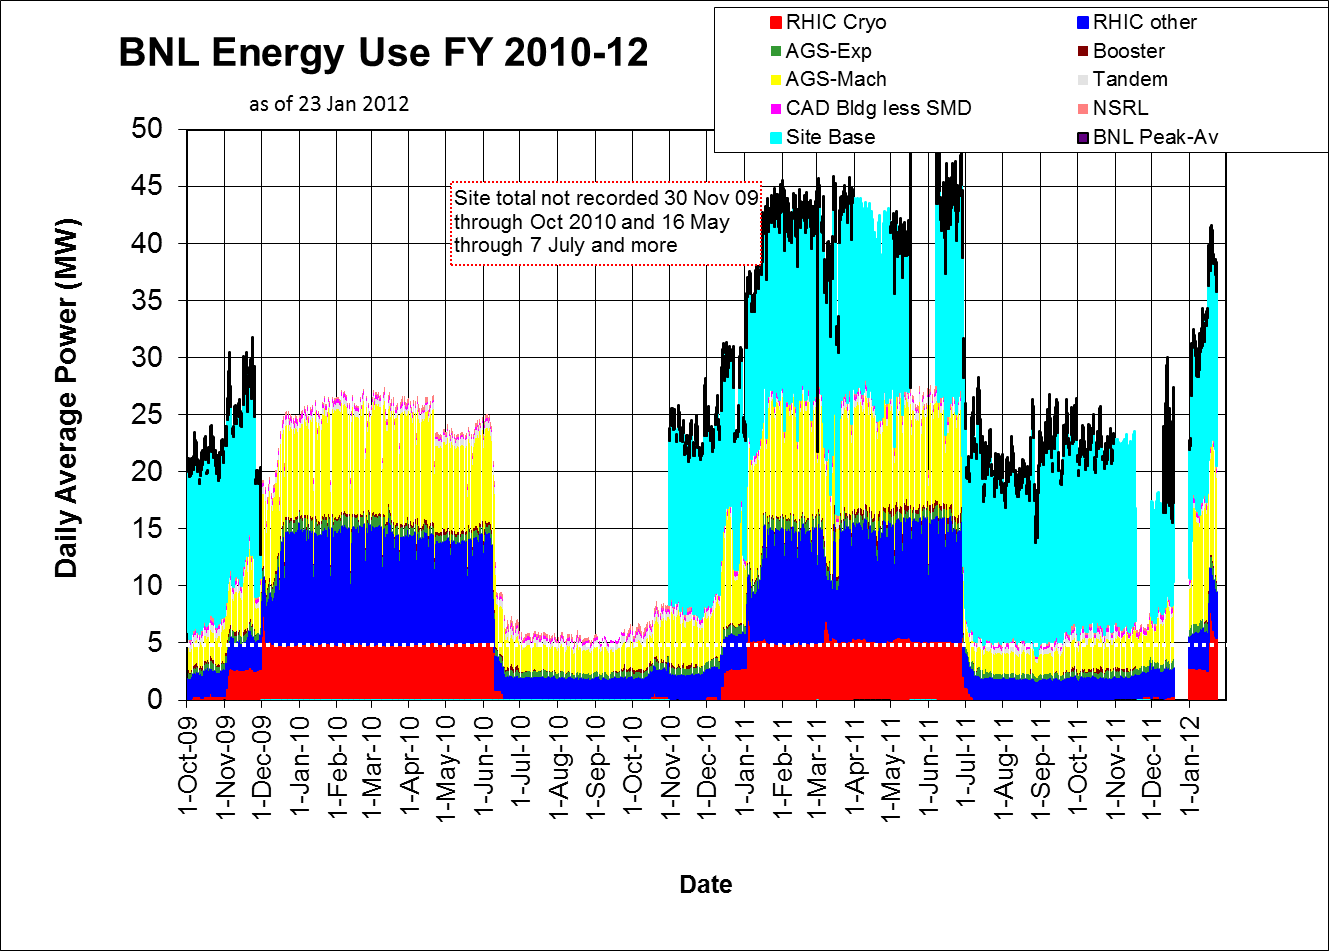 BNL Energy Use FY 2010-12
as of 23 Jan 2012
RHIC Cryo
RHIC other
AGS-Exp
Booster
AGS-Mach
Tandem
CAD Bldg less SMD
NSRL
Site Base
BNL Peak-Av
Site total not recorded 30 Nov 09
through Oct 2010 and 16 May
through 7 July and more
Daily Average Power (MW)
50
45
40
35
30
25
20
15
10
5
0
1-Oct-09
1-Nov-09
1-Dec-09
1-Jan-10
1-Feb-10
1-Mar-10
1-Apr-10
1-May-10
1-Jun-10
1-Jul-10
1-Aug-10
1-Sep-10
1-Oct-10
1-Nov-10
1-Dec-10
1-Jan-11
1-Feb-11
1-Mar-11
1-Apr-11
1-May-11
1-Jun-11
1-Jul-11
1-Aug-11
1-Sep-11
1-Oct-11
1-Nov-11
1-Dec-11
1-Jan-12
Date